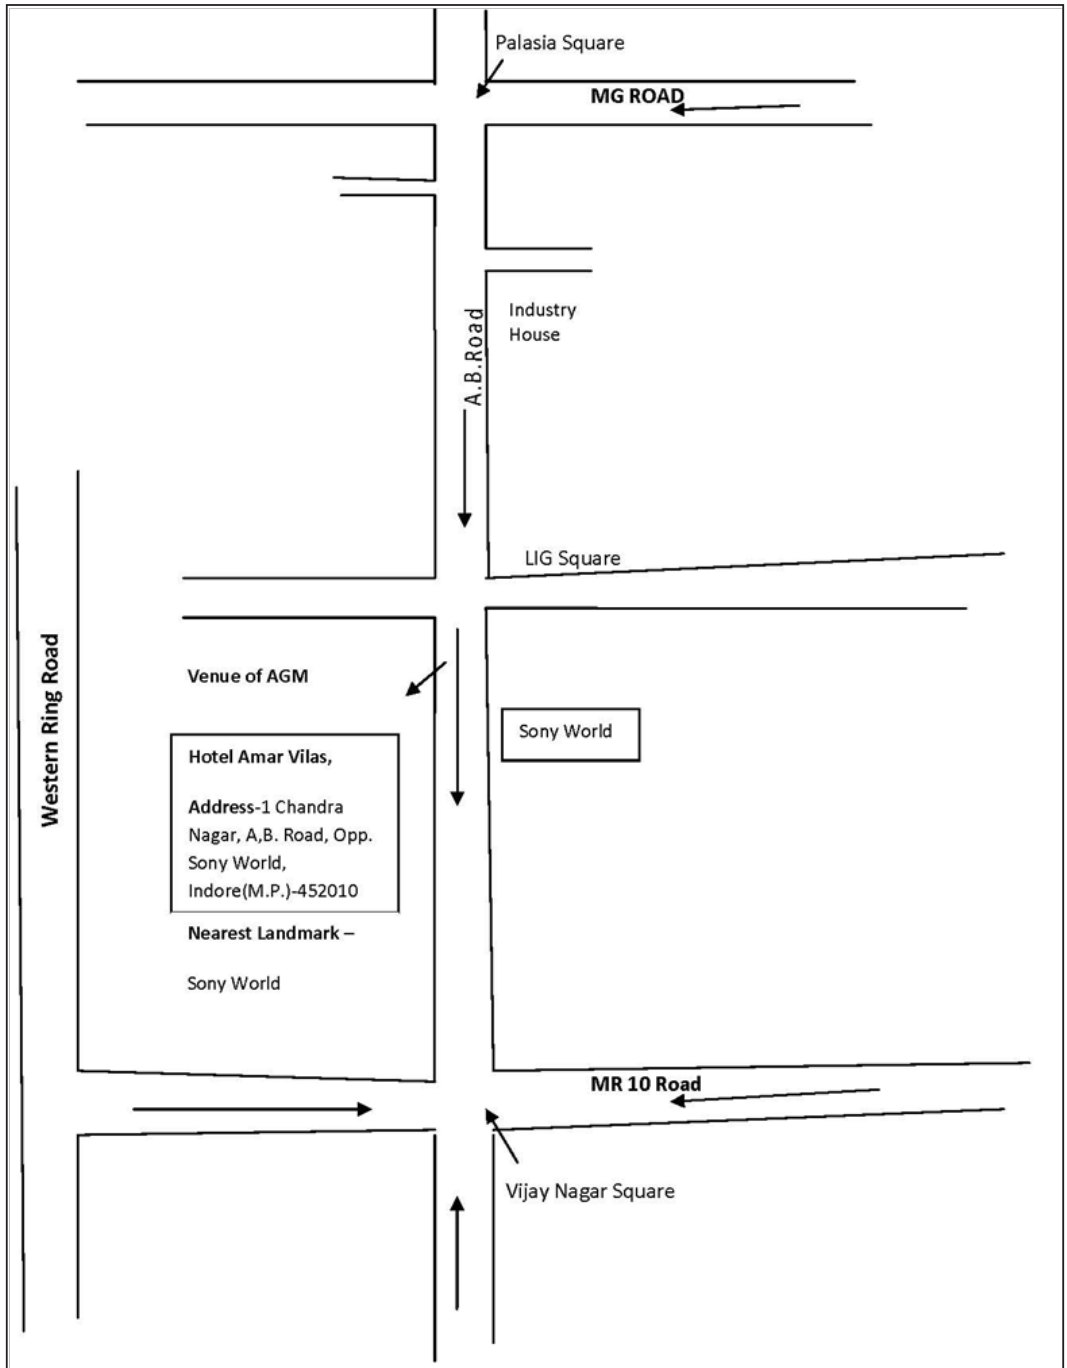 Palasia Square
MG ROAD
Industry
House
A.B.Road
LIG Square
Western Ring Road
Venue of AGM
Sony World
Hotel Amar Vilas,
Address-1 Chandra
Nagar, A,B. Road, Opp.
Sony World,
Indore(M.P.)-452010
Nearest Landmark –
Sony World
MR 10 Road
Vijay Nagar Square